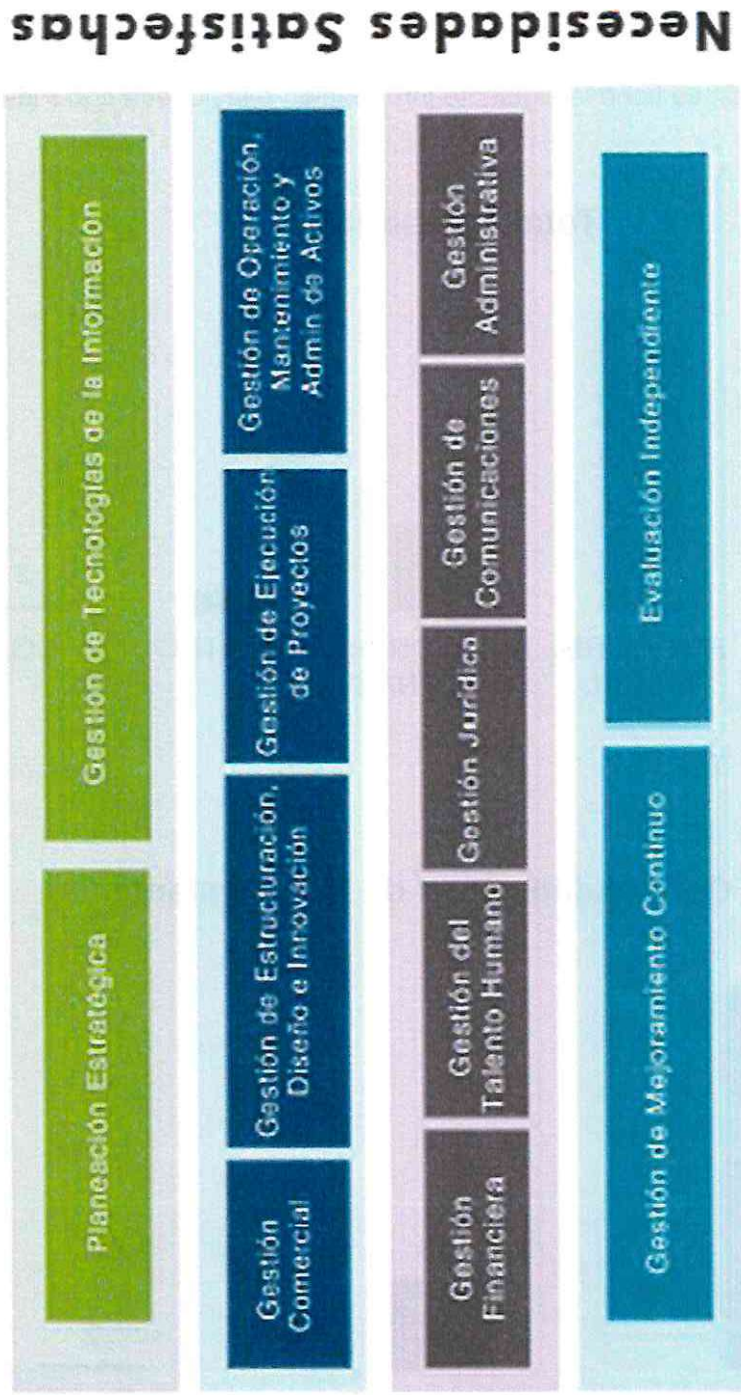 Planeación Estratégica
Gestión de Tecnologías de la Información
Gestión
Comercial
Gestión de Estructuración,
Diseño e Innovación
Gestión de Ejecución
de Proyectos
Gestión de Operación,
Mantenimiento y
Admin de Activos
Gestión
Financiera
Gestión del
Talento Humano
Gestión Jurídica
Gestión de
Comunicaciones
Gestión
Administrativa
Gestión de Mejoramiento Continuo
Evaluación Independiente
Necesidades Satisfechas